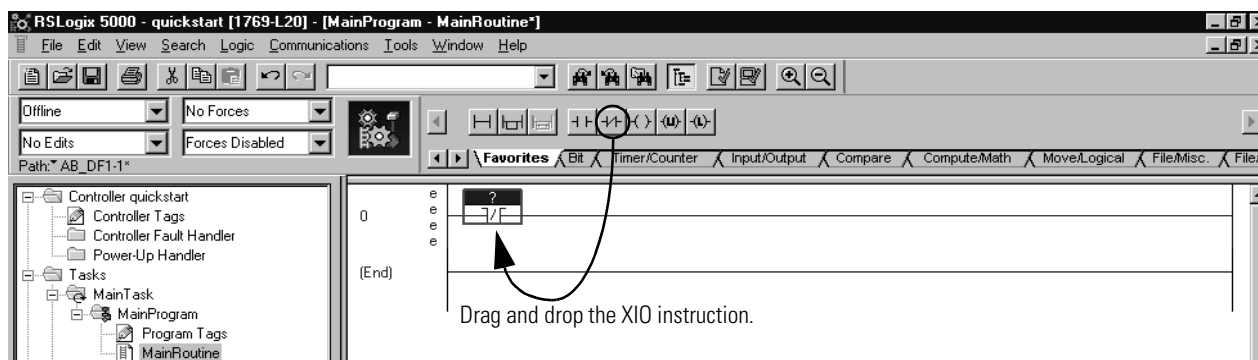 RSLogix 5000 - quickstart [1769-L20] - [MainProgram - MainRoutine*]
File Edit View Search Logic Communications Tools Window Help
Offline
No Forces
No Edits
Forces Disabled
Path:* AB_DF1-1*
Favorites Bit Timer/Counter Input/Output Compare Compute/Math Move/Logical File/Misc.
Controller quickstart
Controller Tags
Controller Fault Handler
Power-Up Handler
Tasks
MainTask
MainProgram
Program Tags
MainRoutine
0
e
e
e
e
?
(End)
Drag and drop the XIO instruction.